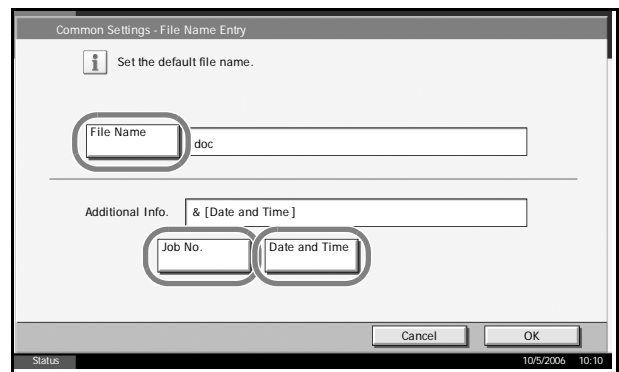 Common Settings - File Name Entry
Set the default file name.
File Name
doc
Additional Info.
& [Date and Time]
Job No.
Date and Time
Cancel
OK
Status
10/5/2006 10:10